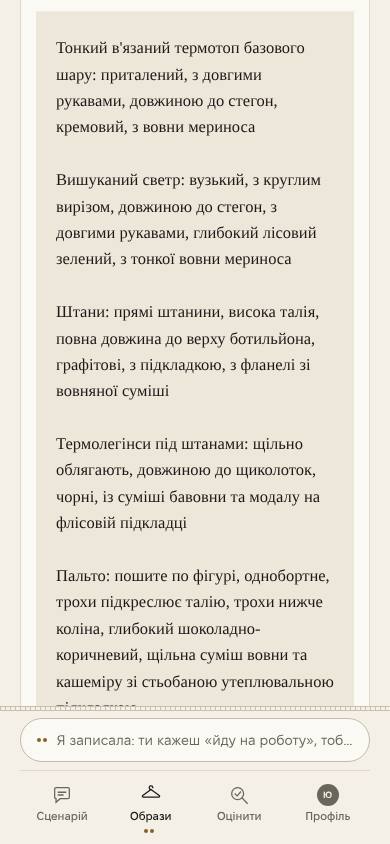 Тонкий в'язаний термотоп базового
шару: приталений, з довгими
рукавами, довжиною до стегон,
кремовий, з вовни мериноса
Вишуканий светр: вузький, з круглим
вирізом, довжиною до стегон, з
довгими рукавами, глибокий лісовий
зелений, з тонкої вовни мериноса
Штани: прямі штанини, висока талія,
повна довжина до верху ботильйона,
графітові, з підкладкою, з фланелі зі
вовняної суміші
Термолегінси під штанами: щільно
облягають, довжиною до щиколоток,
чорні, із суміші бавовни та модалу на
флісовій підкладці
Пальто: пошите по фігурі, однобортне,
трохи підкреслює талію, трохи нижче
коліна, глибокий шоколадно-
коричневий, щільна суміш вовни та
кашеміру зі стьобаною утеплювальною
Я записала: ти кажеш «йду на роботу», тоб...
Сценарій
Образи
Оцінити
Ю
Профіль